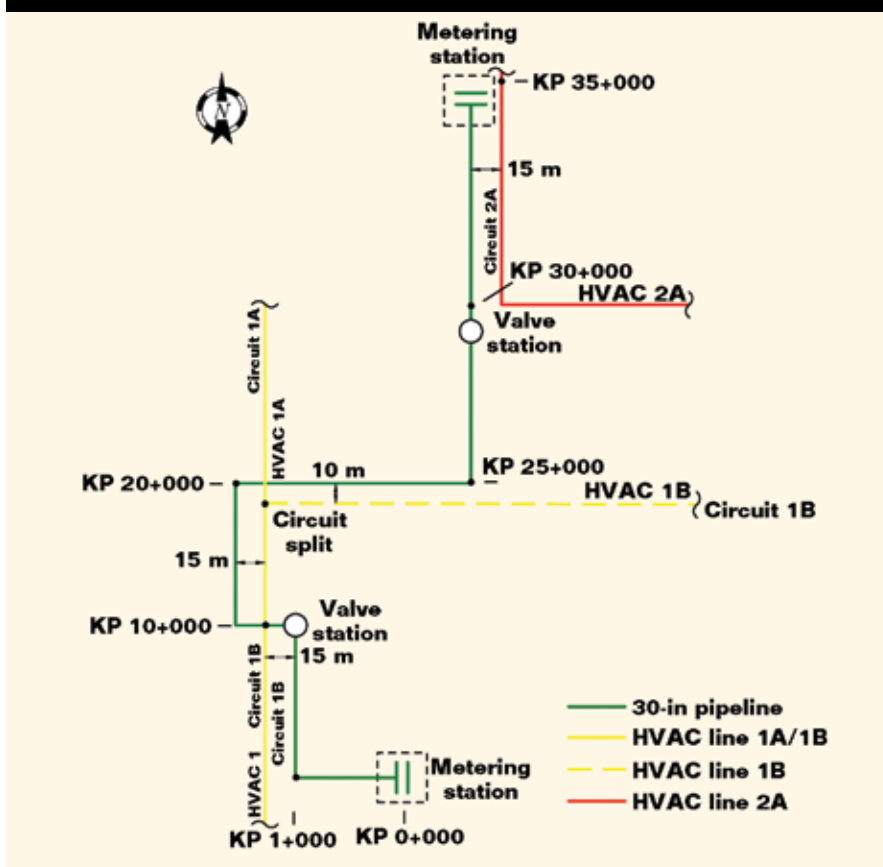 Metering
station
KP 35+000
N
15 m
Circuit 2A
KP 30+000
HVAC 2A
Valve
station
Circuit 1A
HVAC 1A
KP 20+000
10 m
KP 25+000
HVAC 1B
Circuit 1B
Circuit
split
15 m
KP 10+000
Valve
station
15 m
Circuit 1B
Circuit 1B
HVAC 1
Metering
station
KP 1+000
KP 0+000
30-in pipeline
HVAC line 1A/1B
HVAC line 1B
HVAC line 2A